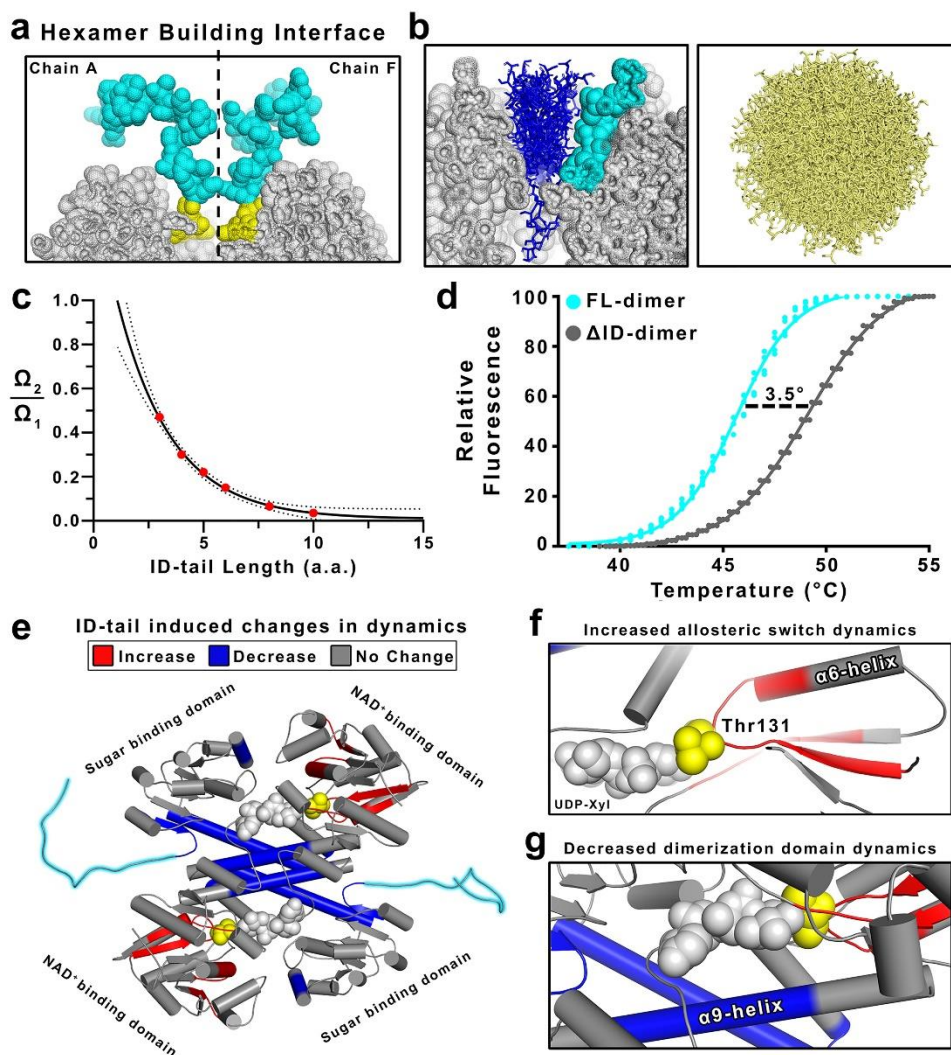 a Hexamer Building Interface
Chain A
Chain F
b
c
Ω2
Ω1
1.0
0.8
0.6
0.4
0.2
0.0
0 5 10 15
ID-tail Length (a.a.)
d
FL-dimer
ΔID-dimer
3.5°
Relative
Fluorescence
100
80
60
40
20
0
40 45 50 55
Temperature (°C)
e
ID-tail induced changes in dynamics
Increase Decrease No Change
Sugar binding domain
NAD+ binding domain
NAD+ binding domain
Sugar binding domain
f
Increased allosteric switch dynamics
α6-helix
Thr131
UDP-Xyl
g
Decreased dimerization domain dynamics
α9-helix